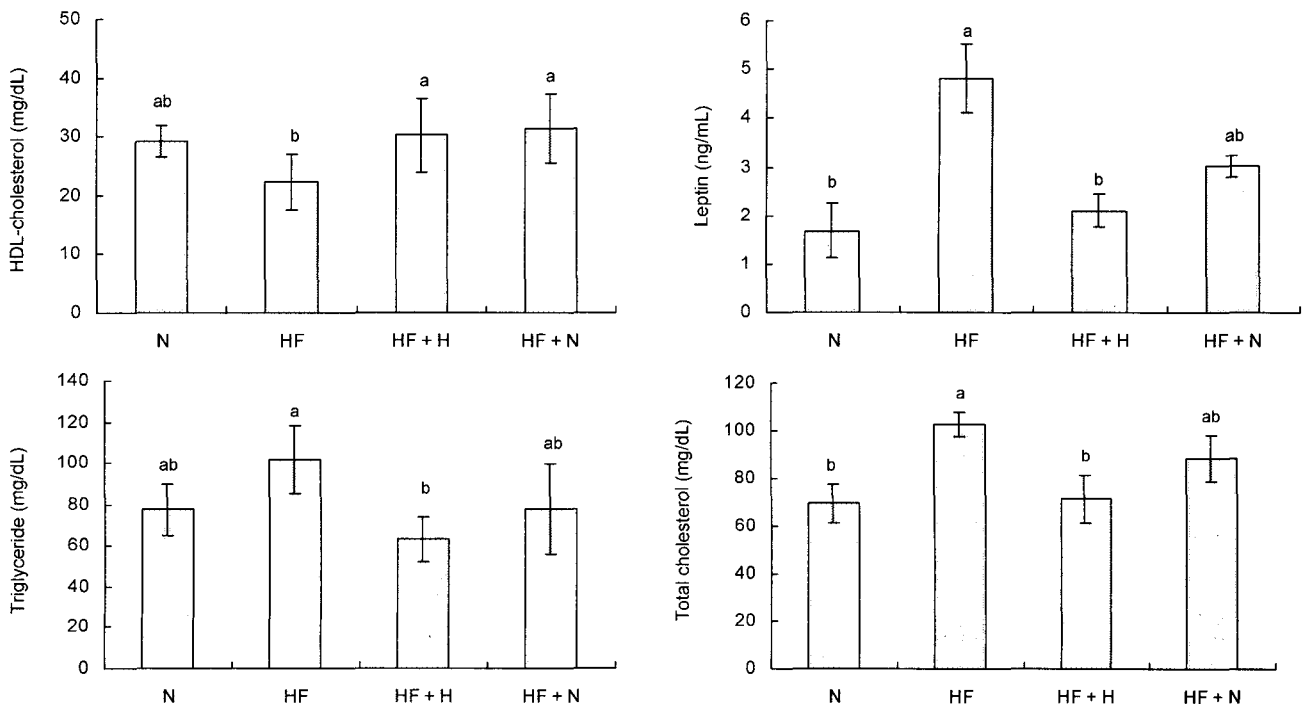 HDL-cholesterol (mg/dL)
50
40
30
20
10
0
ab
b
a
a
N
HF
HF + H
HF + N
Leptin (ng/mL)
6
5
4
3
2
1
0
b
a
b
ab
N
HF
HF + H
HF + N
Triglyceride (mg/dL)
140
120
100
80
60
40
20
0
ab
a
b
ab
N
HF
HF + H
HF + N
Total cholesterol (mg/dL)
120
100
80
60
40
20
0
b
a
b
ab
N
HF
HF + H
HF + N